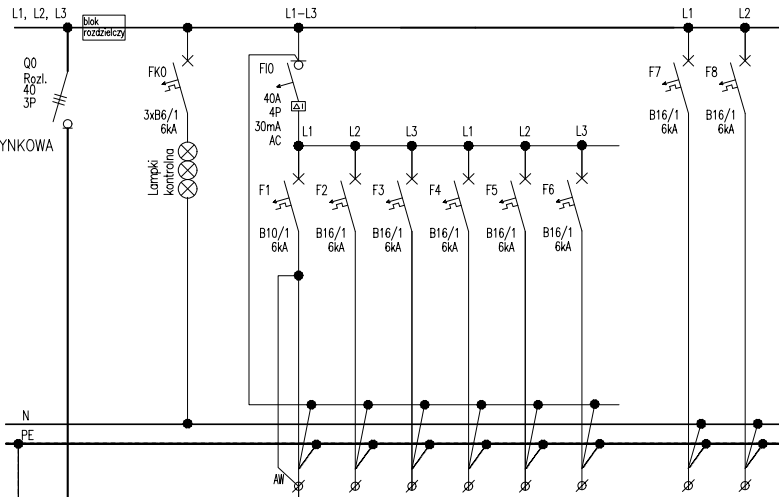 L1, L2, L3
blok
rozdzielczy
L1-L3
L1
L2
Q0
Rozl.
40
3P
YNKOWA
FK0
3xB6/1
6kA
Lampki
kontrolna
FI0
40A
4P
30mA
AC
ΔI
F7
B16/1
6kA
F8
B16/1
6kA
L1
L2
L3
L1
L2
L3
F1
B10/1
6kA
F2
B16/1
6kA
F3
B16/1
6kA
F4
B16/1
6kA
F5
B16/1
6kA
F6
B16/1
6kA
N
PE
AW